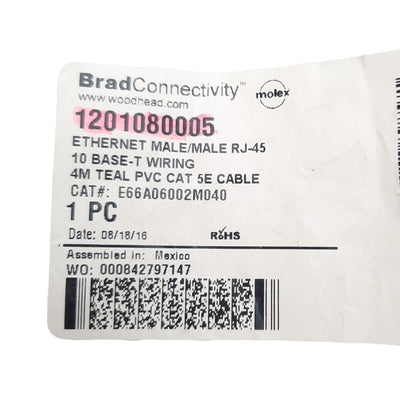 BradConnectivity™
www.woodhead.com
molex
1201080005
ETHERNET MALE/MALE RJ-45
10 BASE-T WIRING
4M TEAL PVC CAT 5E CABLE
CAT#: E66A06002M040
1 PC
Date: 08/18/16
RoHS
Assembled in: Mexico
WO: 000842797147